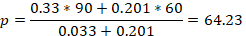 p = (0.33 * 90 + 0.201 * 60) / (0.033 + 0.201) = 64.23